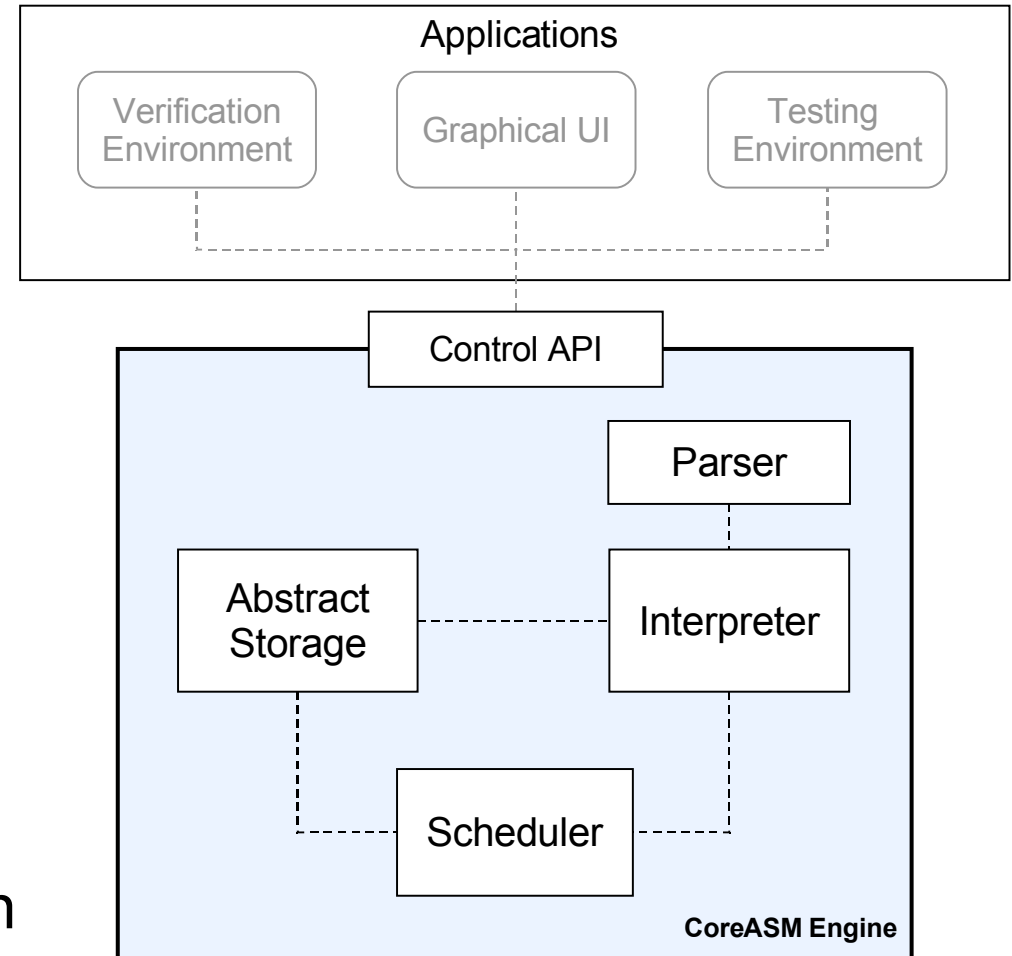 Applications
Verification
Environment
Graphical UI
Testing
Environment
Control API
Parser
Abstract
Storage
Interpreter
Scheduler
CoreASM Engine